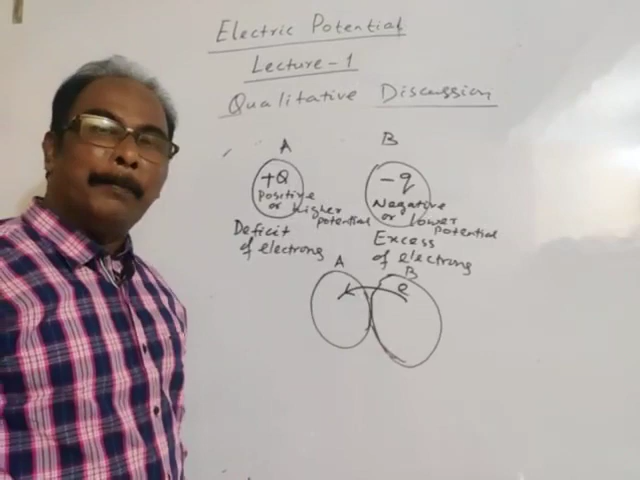 Electric Potential
Lecture-1
Qualitative Discussion
A
B
+Q
Positive
or higher
potential
Deficit
of electrons
-q
Negative
or lower
potential
Excess
of electrons
A
B
e